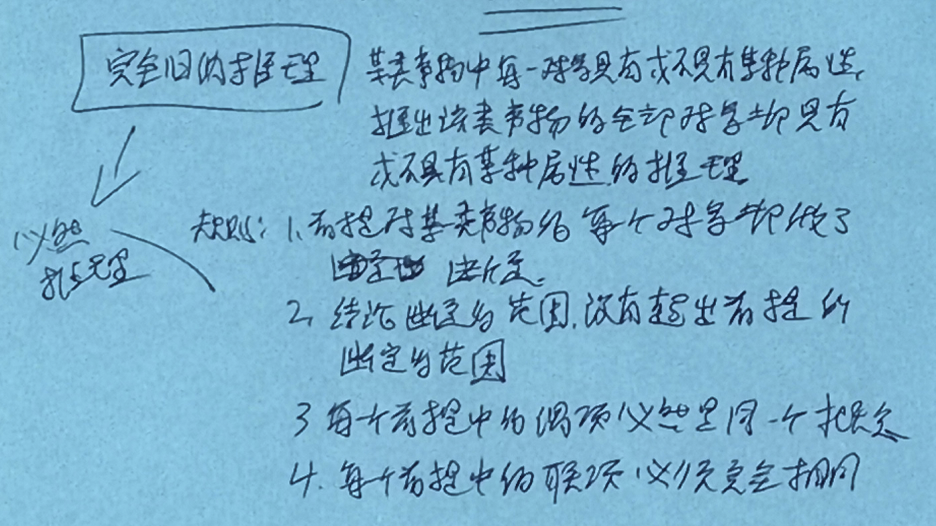 完全归纳推理
某类事物中每一对象具有或不具有某种属性,
推出该类事物的全部对象都具有
或不具有某种属性的推理
必然
推理
规则: 1、前提对某类事物的每个对象都做了
断定.
2、结论断定的范围,没有超出前提的
断定的范围
3 每个前提中的谓项必然是同一个概念
4. 每个前提中的联项必须完全相同